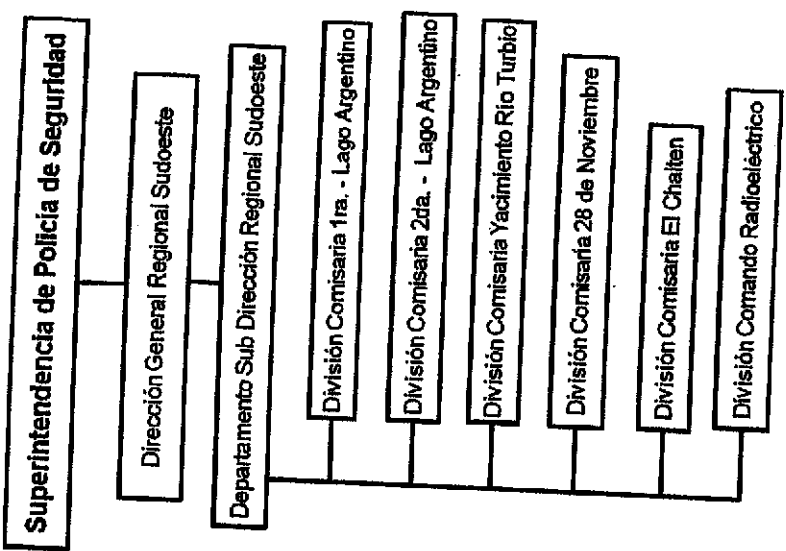 Superintendencia de Policía de Seguridad
Dirección General Regional Sudoeste
Departamento Sub Dirección Regional Sudoeste
División Comisaria 1ra. - Lago Argentino
División Comisaria 2da. - Lago Argentino
División Comisaria Yacimiento Río Turbio
División Comisaria 28 de Noviembre
División Comisaria El Chalten
División Comando Radioeléctrico